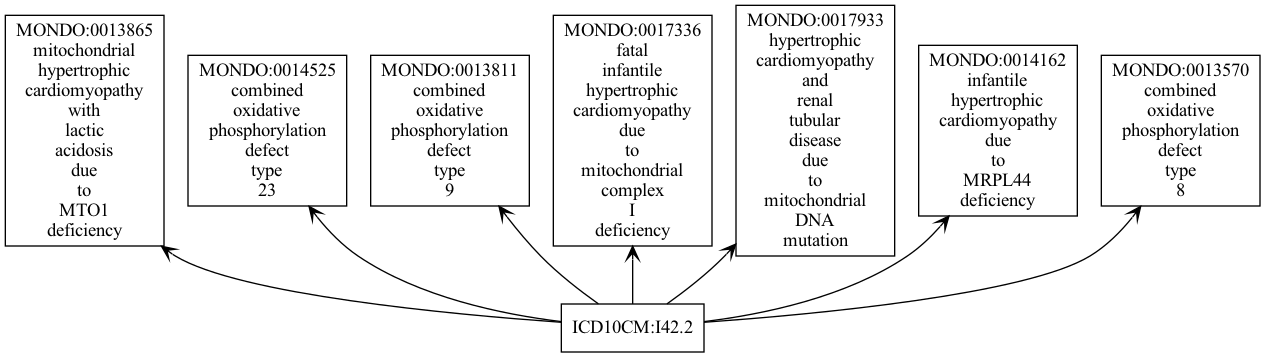 MONDO:0013865
mitochondrial
hypertrophic
cardiomyopathy
with
lactic
acidosis
due
to
MTO1
deficiency
MONDO:0014525
combined
oxidative
phosphorylation
defect
type
23
MONDO:0013811
combined
oxidative
phosphorylation
defect
type
9
MONDO:0017336
fatal
infantile
hypertrophic
cardiomyopathy
due
to
mitochondrial
complex
I
deficiency
MONDO:0017933
hypertrophic
cardiomyopathy
and
renal
tubular
disease
due
to
mitochondrial
DNA
mutation
MONDO:0014162
infantile
hypertrophic
cardiomyopathy
due
to
MRPL44
deficiency
MONDO:0013570
combined
oxidative
phosphorylation
defect
type
8
ICD10CM:I42.2